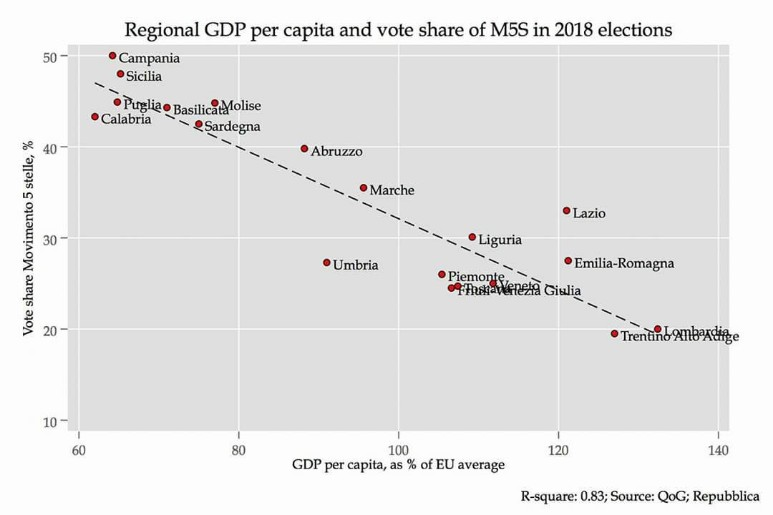 Regional GDP per capita and vote share of M5S in 2018 elections
Vote share Movimento 5 stelle, %
50
40
30
20
10
Campania
Sicilia
Puglia
Basilicata
Molise
Calabria
Sardegna
Abruzzo
Marche
Lazio
Liguria
Umbria
Emilia-Romagna
Piemonte
Toscana
Veneto
Friuli-Venezia Giulia
Lombardia
Trentino Alto Adige
60
80
100
120
140
GDP per capita, as % of EU average
R-square: 0.83; Source: QoG; Repubblica